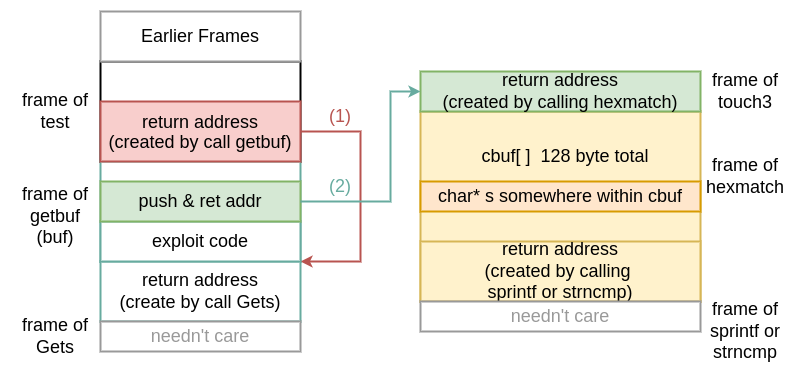 Earlier Frames
frame of
test
return address
(created by call getbuf)
(1)
frame of
getbuf
(buf)
push & ret addr
(2)
exploit code
return address
(create by call Gets)
frame of
Gets
needn't care
return address
(created by calling hexmatch)
frame of
touch3
cbuf[ ] 128 byte total
frame of
hexmatch
char* s somewhere within cbuf
return address
(created by calling
sprintf or strncmp)
needn't care
frame of
sprintf or
strncmp